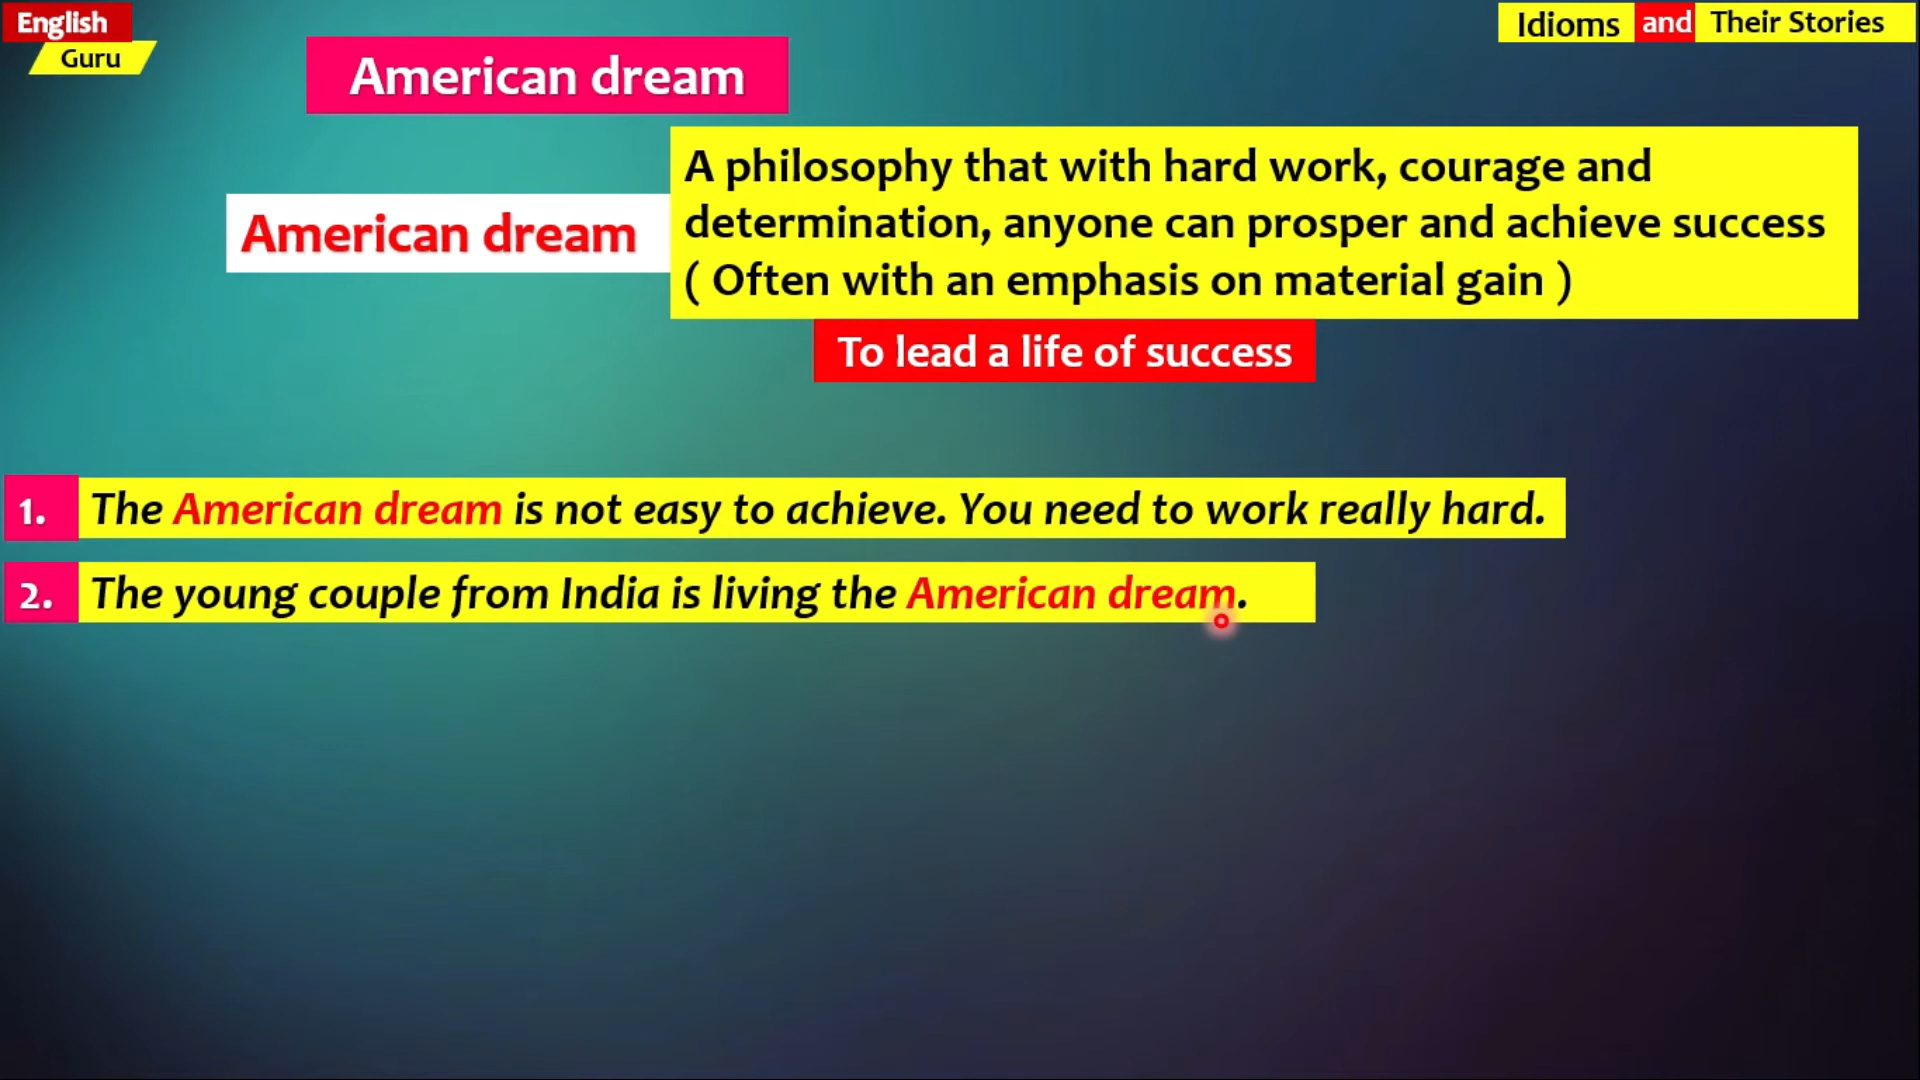 English
Guru
Idioms and Their Stories
American dream
American dream
A philosophy that with hard work, courage and
determination, anyone can prosper and achieve success
( Often with an emphasis on material gain )
To lead a life of success
1. The American dream is not easy to achieve. You need to work really hard.
2. The young couple from India is living the American dream.